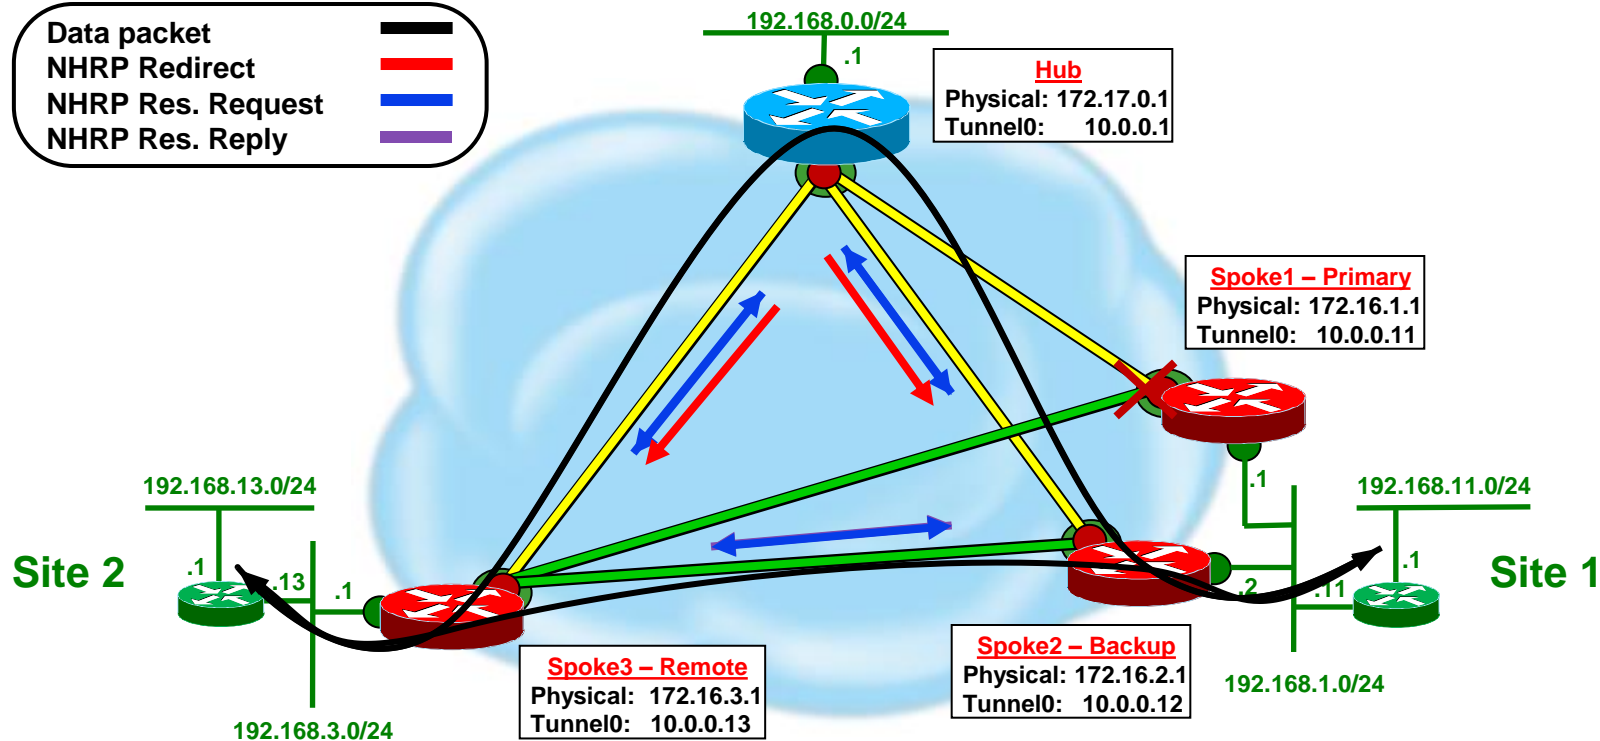 Data packet
NHRP Redirect
NHRP Res. Request
NHRP Res. Reply
192.168.0.0/24
.1
Hub
Physical: 172.17.0.1
Tunnel0: 10.0.0.1
Spoke1 – Primary
Physical: 172.16.1.1
Tunnel0: 10.0.0.11
192.168.13.0/24
.1
192.168.11.0/24
Site 2
.1
.13
.1
.2
.11
.1
Site 1
Spoke3 – Remote
Physical: 172.16.3.1
Tunnel0: 10.0.0.13
Spoke2 – Backup
Physical: 172.16.2.1
Tunnel0: 10.0.0.12
192.168.1.0/24
192.168.3.0/24